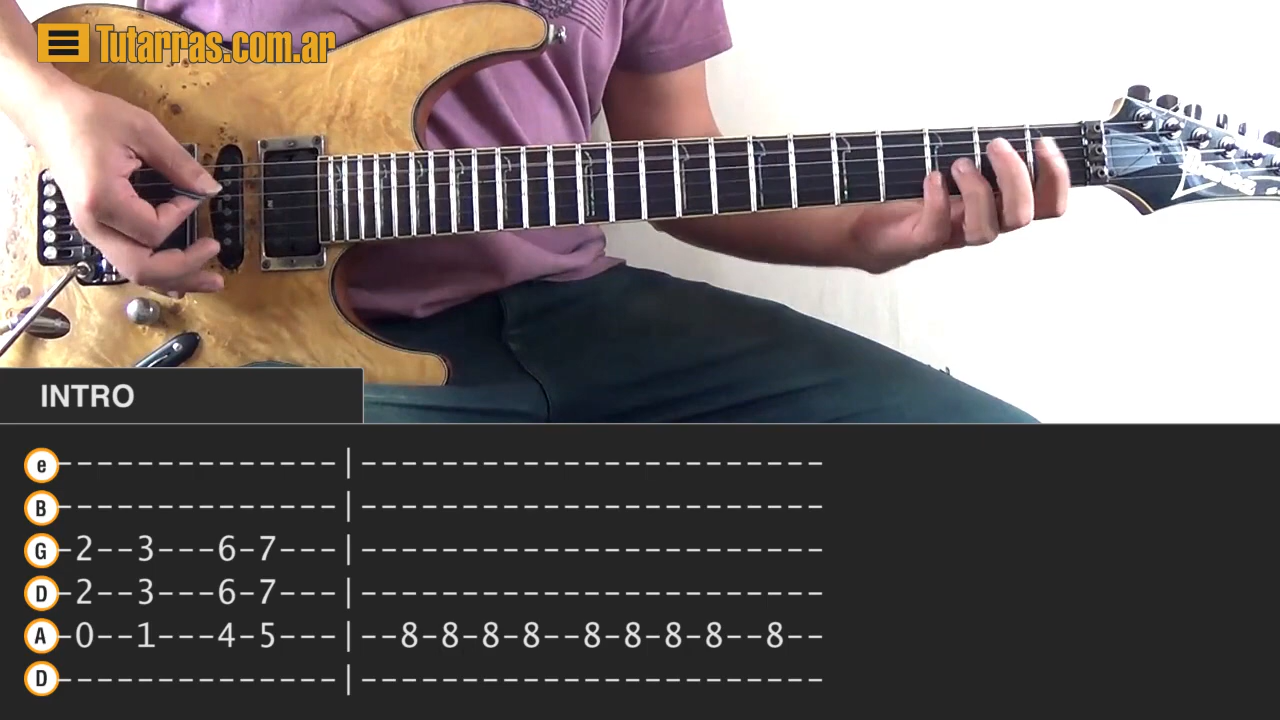 Tutarras.com.ar
Ibanez
INTRO
e--------------|-----------------------
B--------------|-----------------------
G-2--3---6-7---|-----------------------
D-2--3---6-7---|-----------------------
A-0--1---4-5---|--8-8-8-8--8-8-8-8--8--
D--------------|-----------------------